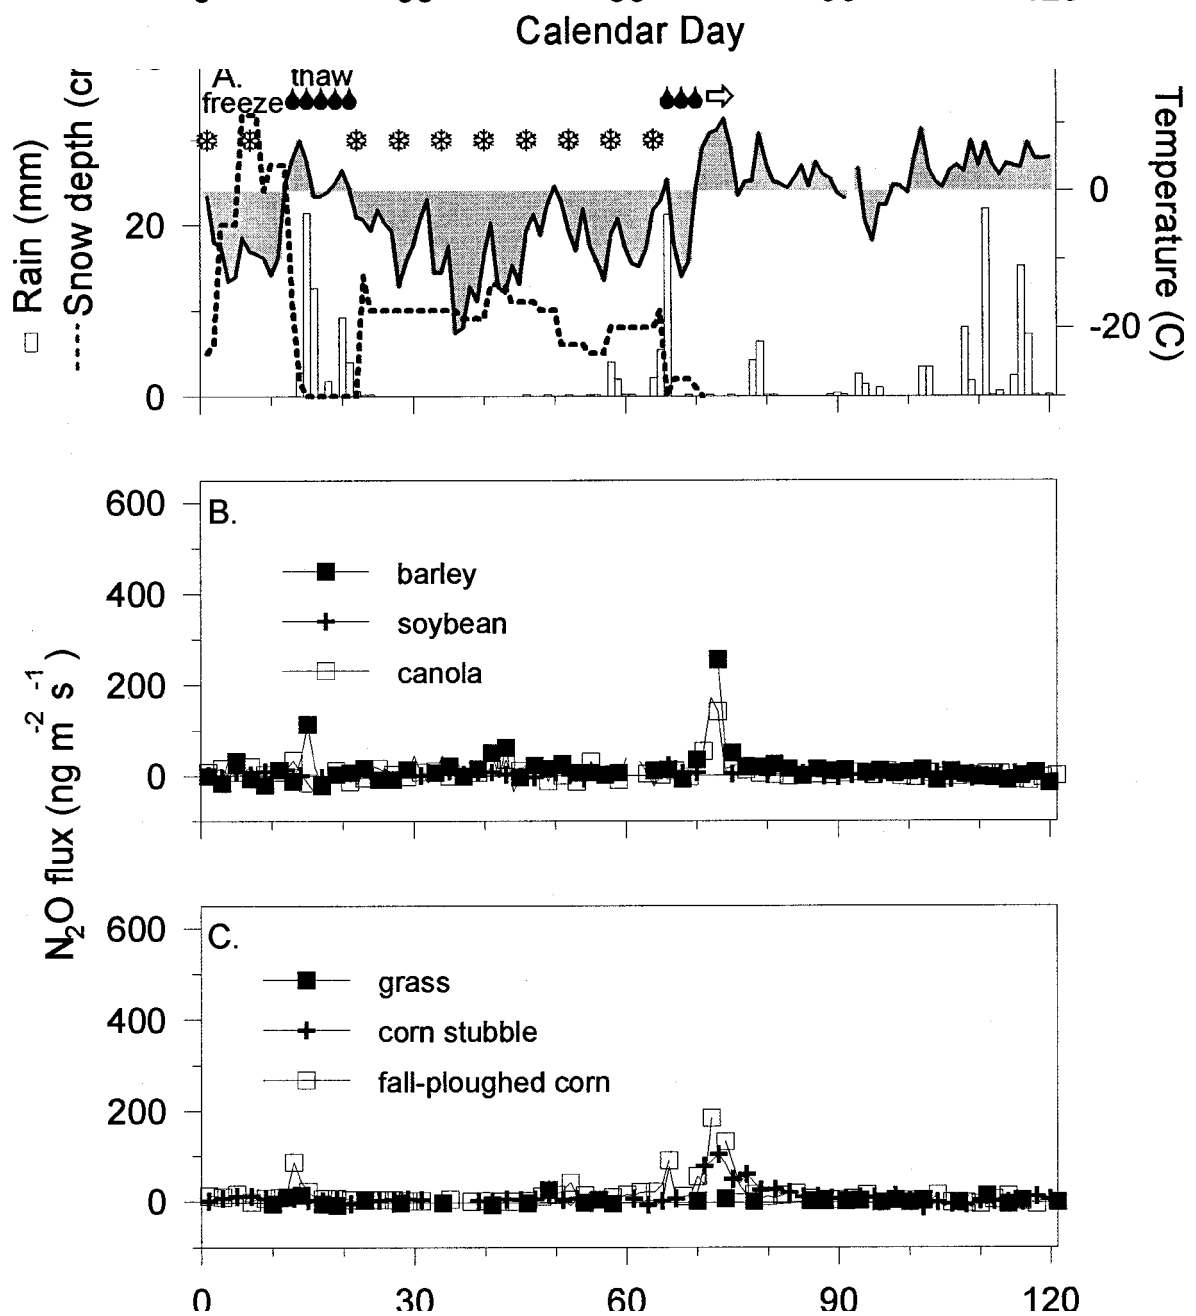 Calendar Day
A.
thaw
freeze
Rain (mm)
Snow depth (cr
20
0
0
-20
Temperature (C)
600
400
200
0
B.
barley
soybean
canola
N2O flux (ng m-2 s-1)
600
400
200
0
C.
grass
corn stubble
fall-ploughed corn
0 30 60 90 120